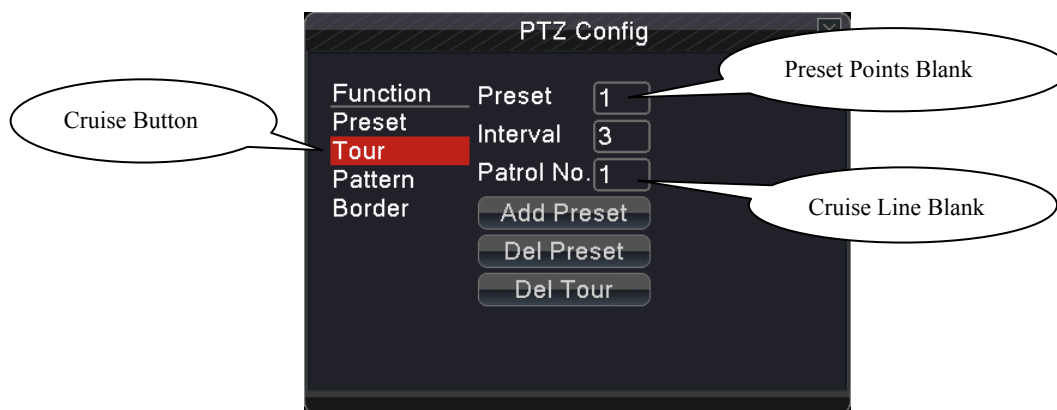 PTZ Config
Preset Points Blank
Cruise Button
Function
Preset
Tour
Pattern
Border
Preset 1
Interval 3
Patrol No. 1
Add Preset
Del Preset
Del Tour
Cruise Line Blank